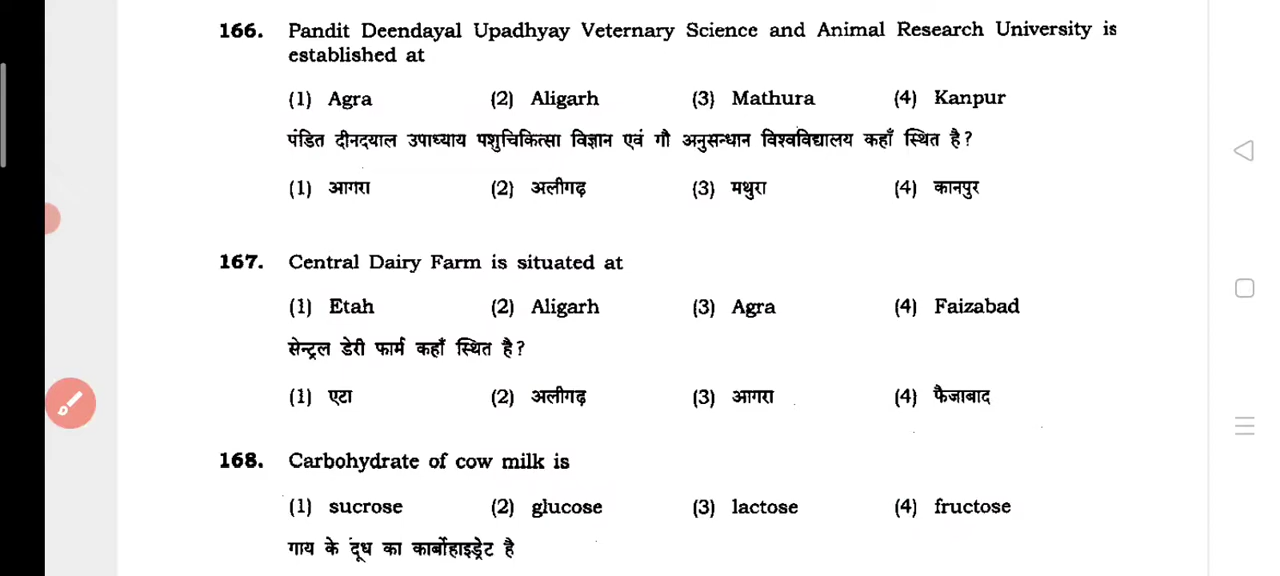 166. Pandit Deendayal Upadhyay Veternary Science and Animal Research University is
established at
(1) Agra (2) Aligarh (3) Mathura (4) Kanpur
पंडित दीनदयाल उपाध्याय पशुचिकित्सा विज्ञान एवं गौ अनुसन्धान विश्वविद्यालय कहाँ स्थित है?
(1) आगरा (2) अलीगढ़ (3) मथुरा (4) कानपुर
167. Central Dairy Farm is situated at
(1) Etah (2) Aligarh (3) Agra (4) Faizabad
सेन्ट्रल डेरी फार्म कहाँ स्थित है?
(1) एटा (2) अलीगढ़ (3) आगरा (4) फैजाबाद
168. Carbohydrate of cow milk is
(1) sucrose (2) glucose (3) lactose (4) fructose
गाय के दूध का कार्बोहाइड्रेट है